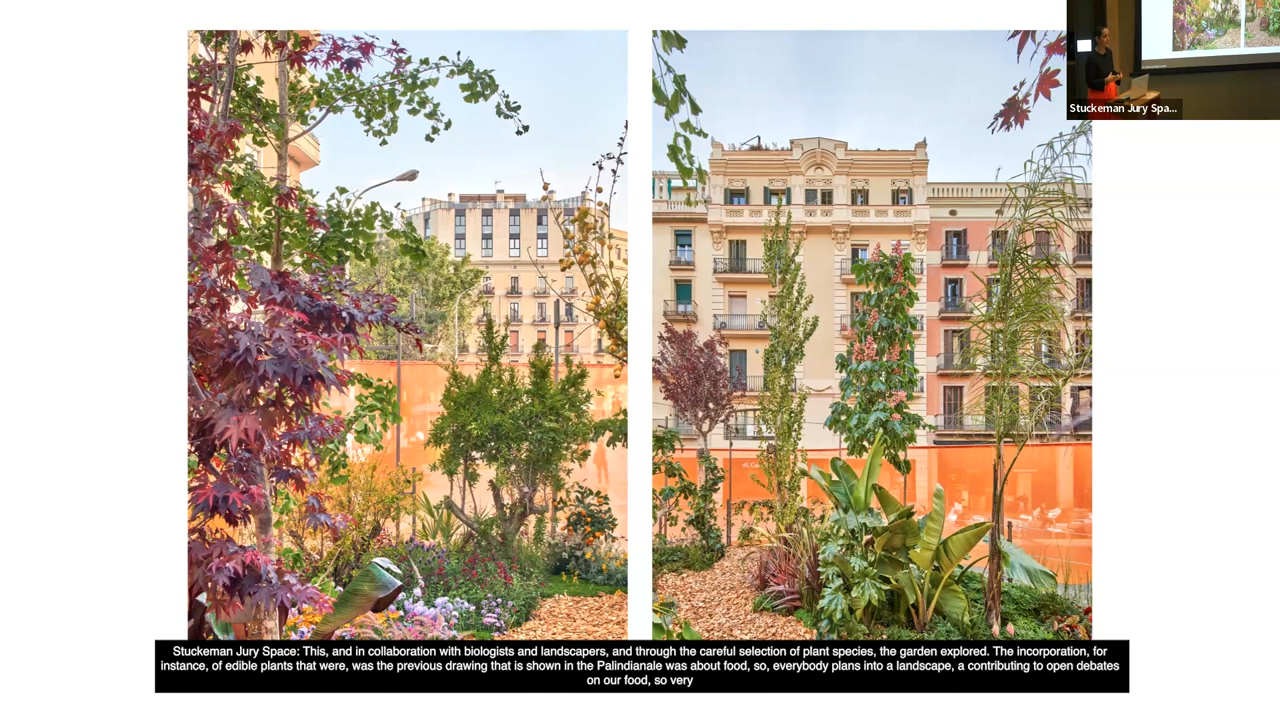 Stuckeman Jury Spa...
Stuckeman Jury Space: This, and in collaboration with biologists and landscapers, and through the careful selection of plant species, the garden explored. The incorporation, for
instance, of edible plants that were, was the previous drawing that is shown in the Palindianale was about food, so, everybody plans into a landscape, a contributing to open debates
on our food, so very